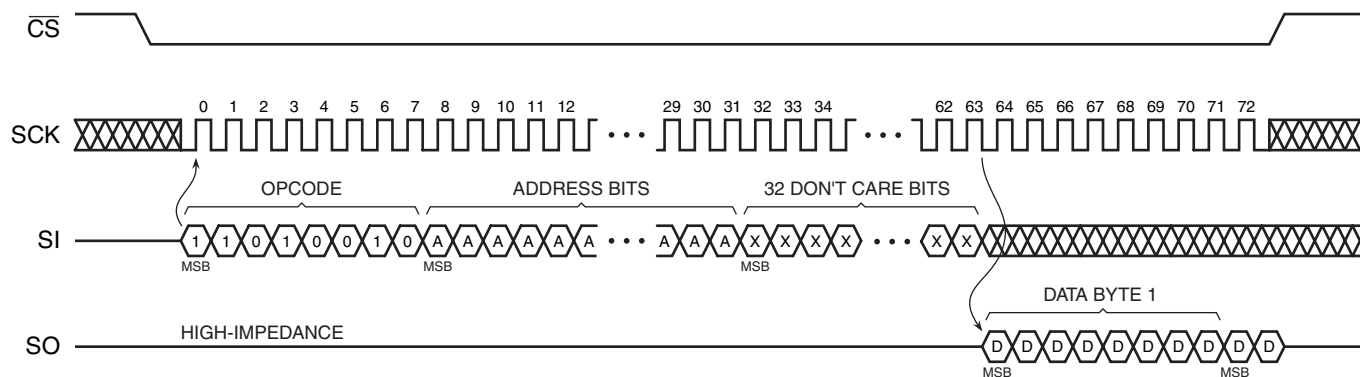 CS
0 1 2 3 4 5 6 7 8 9 10 11 12 29 30 31 32 33 34 62 63 64 65 66 67 68 69 70 71 72
SCK
OPCODE ADDRESS BITS 32 DON'T CARE BITS
SI 1 1 0 1 0 0 1 0 A A A A A A A A A X X X X X X
MSB MSB MSB
DATA BYTE 1
HIGH-IMPEDANCE
SO D D D D D D D D D D
MSB MSB